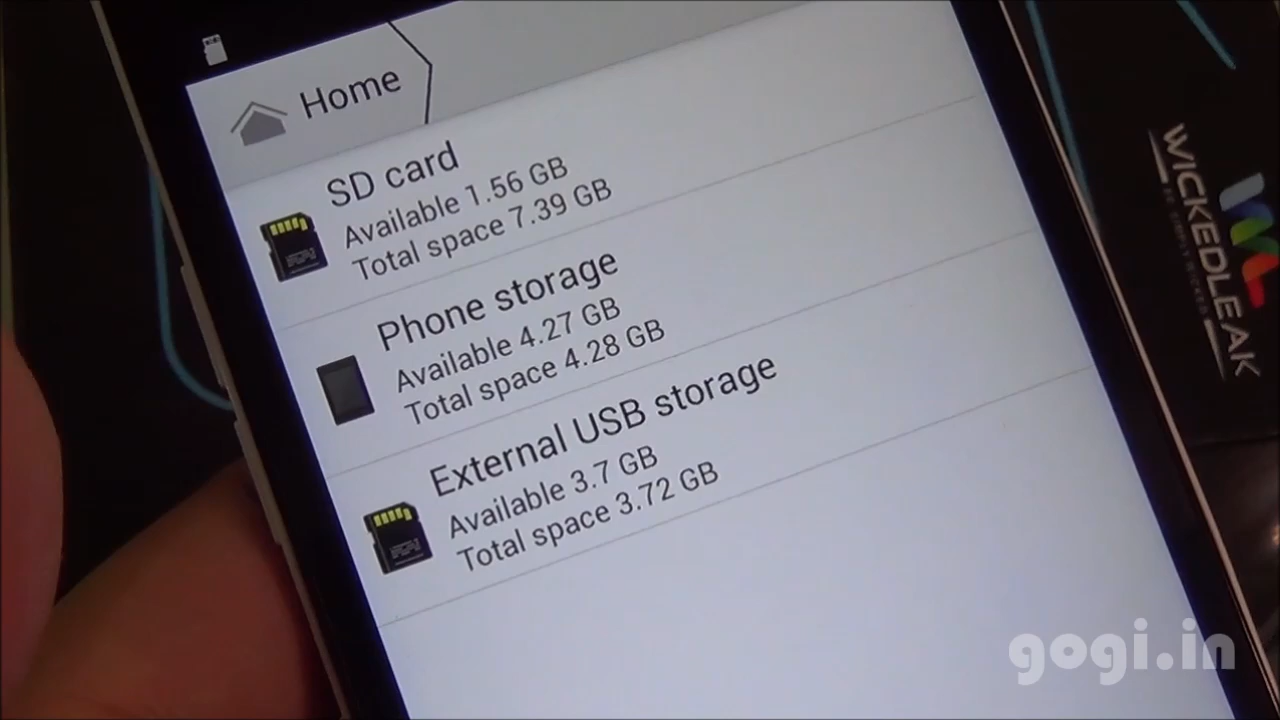 Home
SD card
Available 1.56 GB
Total space 7.39 GB
Phone storage
Available 4.27 GB
Total space 4.28 GB
External USB storage
Available 3.7 GB
Total space 3.72 GB
WICKEDLEAK
gogi.in